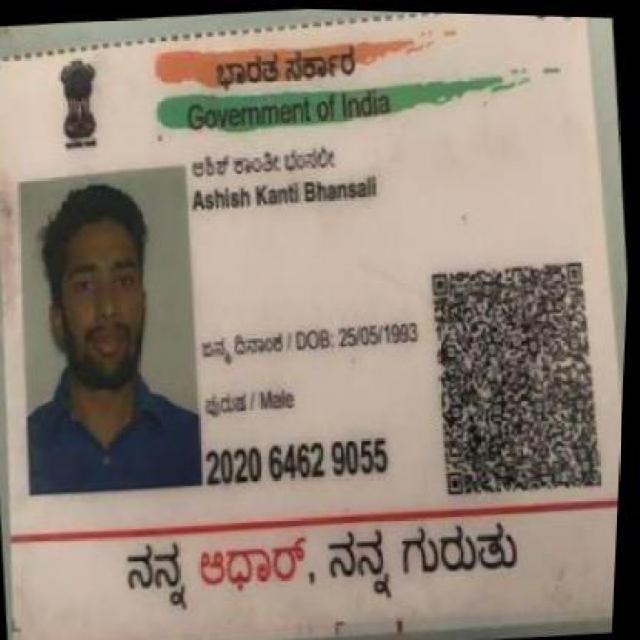 ಭಾರತ ಸರ್ಕಾರ
Government of India
ಆಶಿಶ್ ಕಾಂತೀ ಭಂಸಲೀ
Ashish Kanti Bhansali
ಜನ್ಮ ದಿನಾಂಕ / DOB: 25/05/1993
ಪುರುಷ / Male
2020 6462 9055
ನನ್ನ ಆಧಾರ್, ನನ್ನ ಗುರುತು